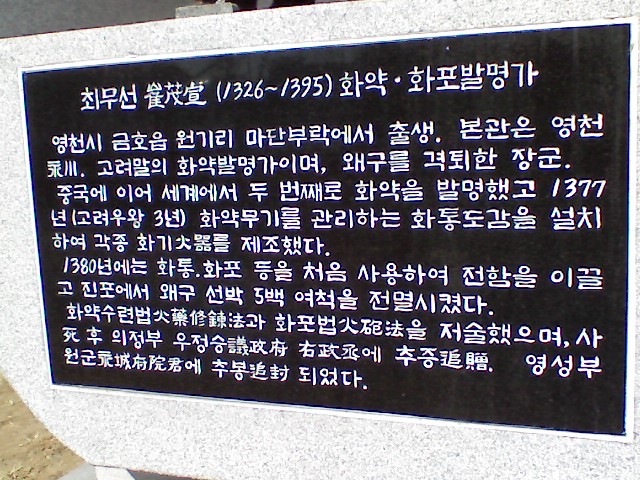 최무선 崔茂宣 (1326~1395) 화약·화포발명가
영천시 금호읍 원기리 마단부락에서 출생. 본관은 영천
永川. 고려말의 화약발명가이며, 왜구를 격퇴한 장군.
중국에 이어 세계에서 두 번째로 화약을 발명했고 1377
년(고려우왕 3년) 화약무기를 관리하는 화통도감을 설치
하여 각종 화기火器를 제조했다.
1380년에는 화통.화포 등을 처음 사용하여 전함을 이끌
고 진포에서 왜구 선박 5백 여척을 전멸시켰다.
화약수련법火藥修鍊法과 화포법火砲法을 저술했으며, 사
死 후 의정부 우정승議政府 右政丞에 추증追贈. 영성부
원군永城府院君에 추봉追封 되었다.